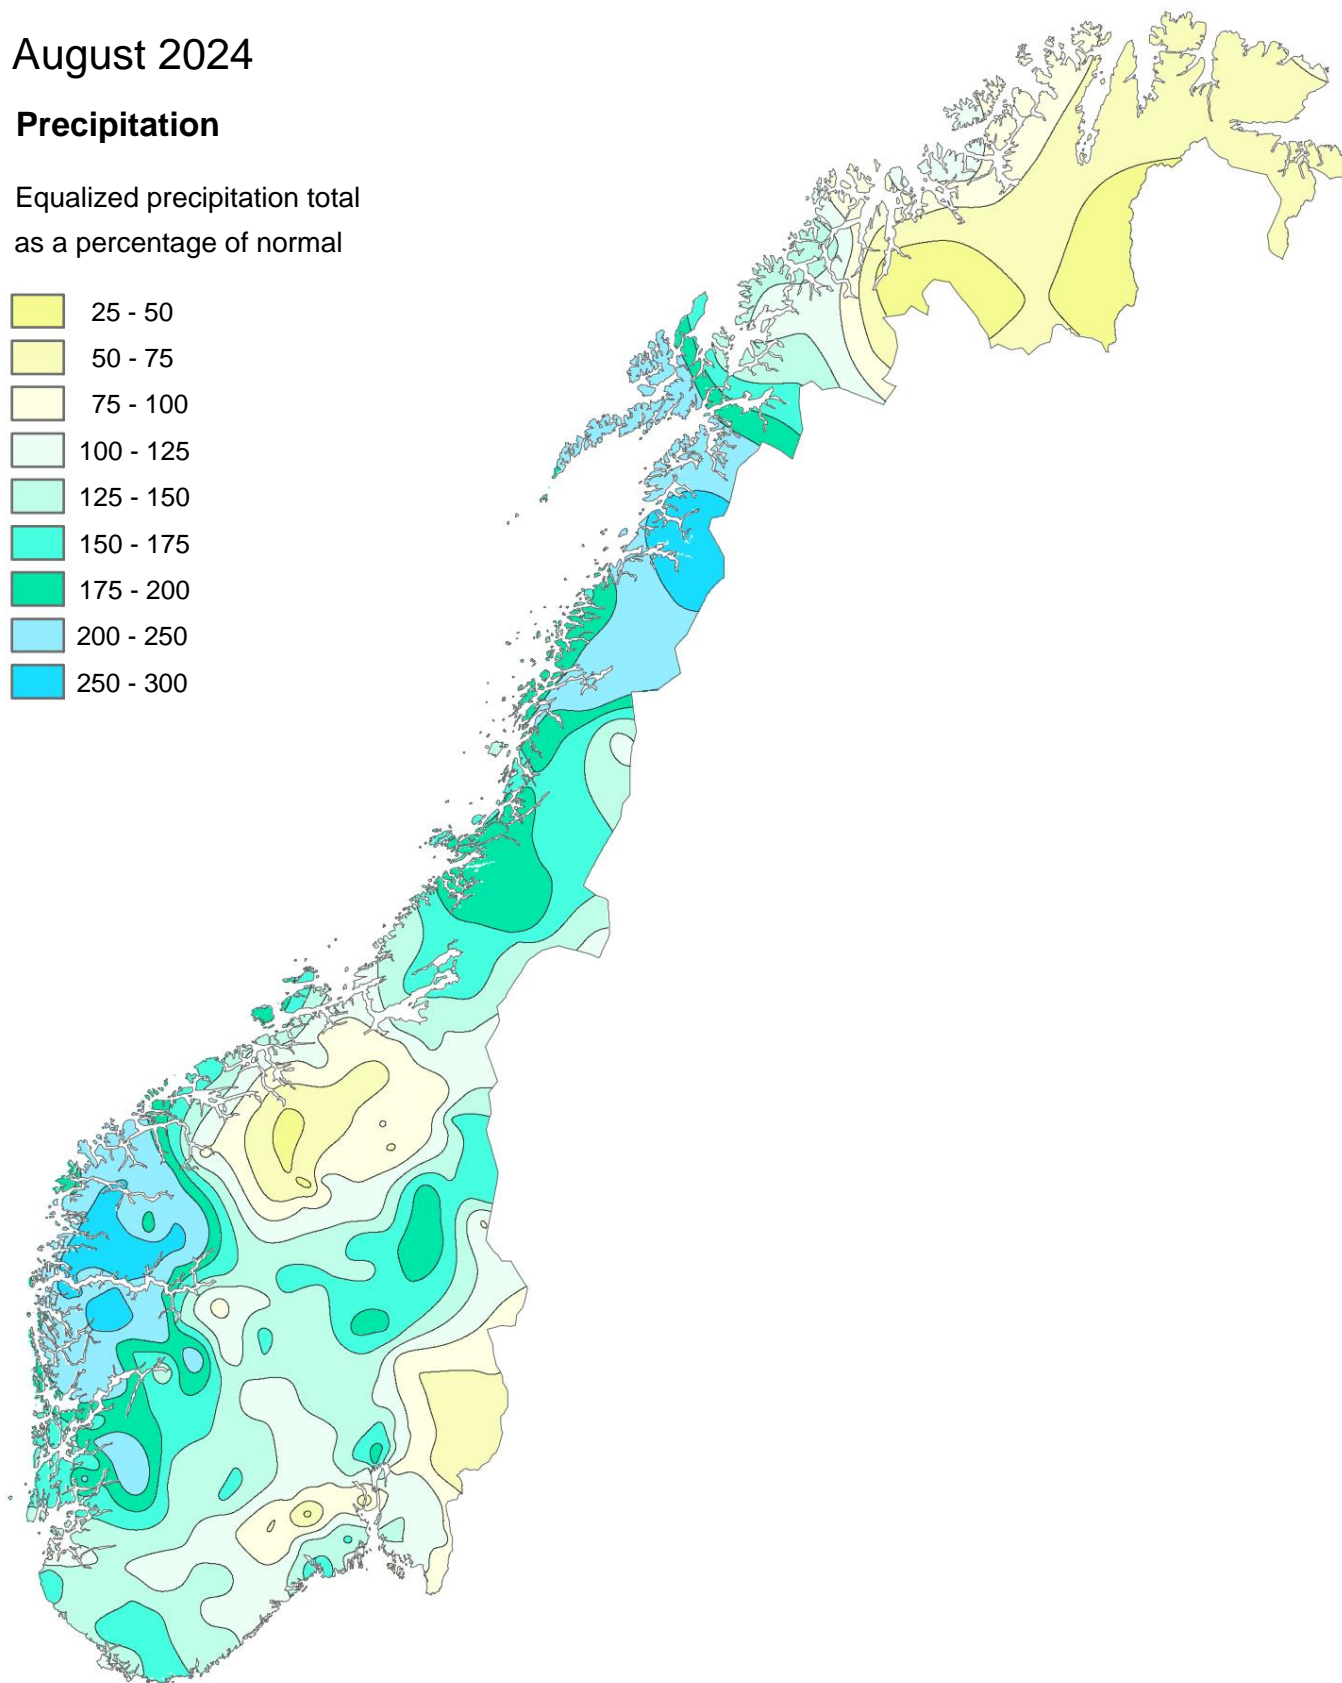 August 2024
Precipitation
Equalized precipitation total
as a percentage of normal
25 - 50
50 - 75
75 - 100
100 - 125
125 - 150
150 - 175
175 - 200
200 - 250
250 - 300